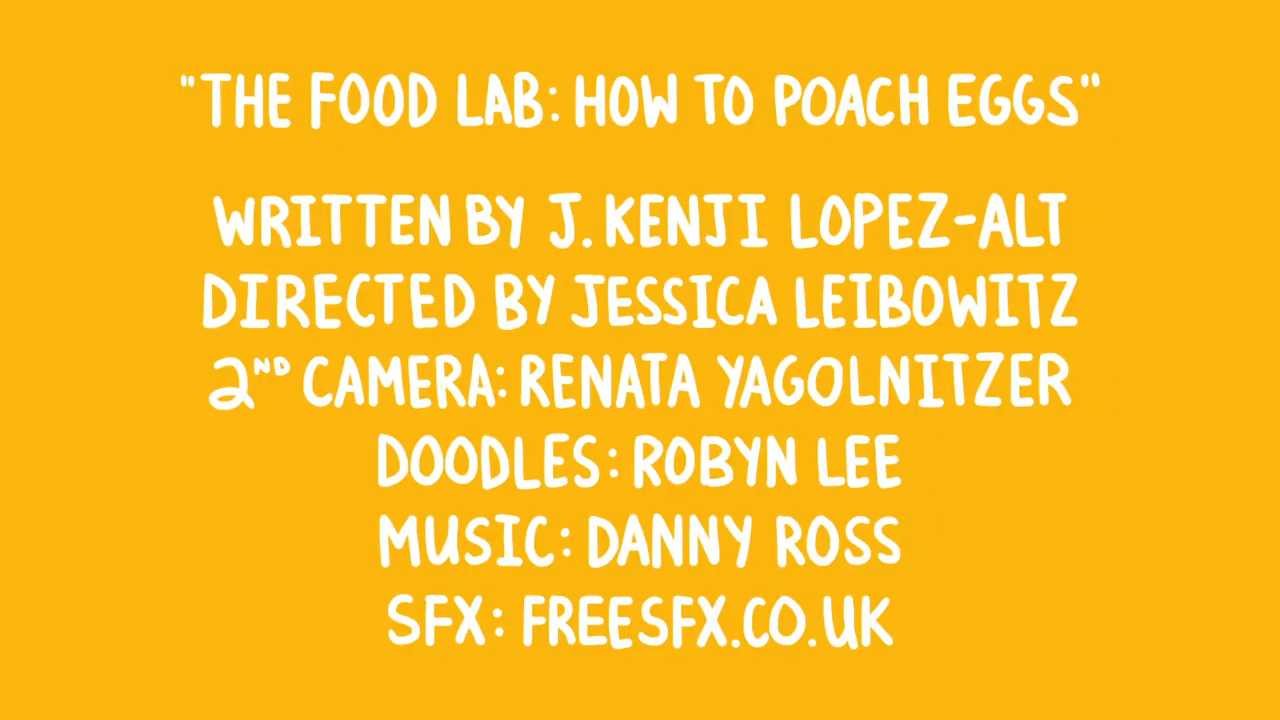 "THE FOOD LAB: HOW TO POACH EGGS"
WRITTEN BY J. KENJI LOPEZ-ALT
DIRECTED BY JESSICA LEIBOWITZ
2ND CAMERA: RENATA YAGOLNITZER
DOODLES: ROBYN LEE
MUSIC: DANNY ROSS
SFX: FREESFX.CO.UK